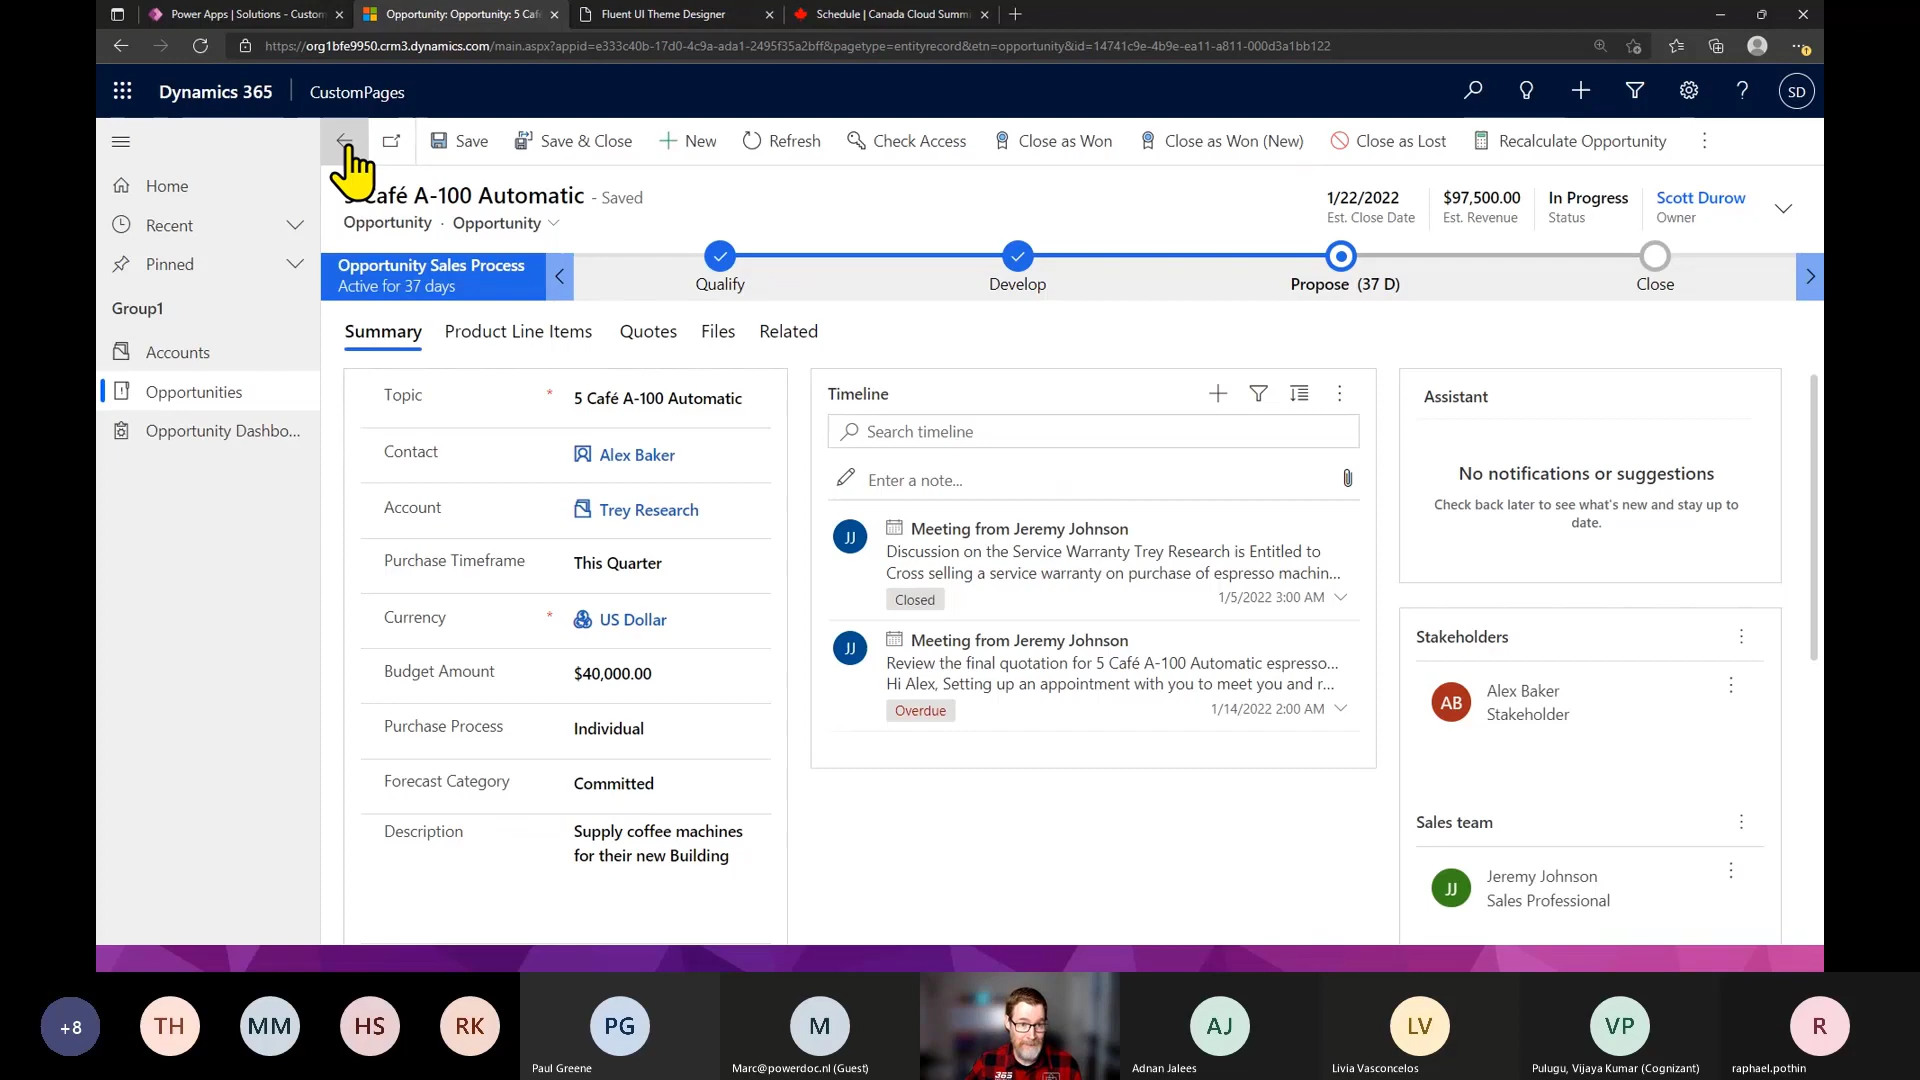 Power Apps | Solutions - Custom
Opportunity: Opportunity: 5 Café
Fluent UI Theme Designer
Schedule | Canada Cloud Summi
https://org1bfe9950.crm3.dynamics.com/main.aspx?appid=e333c40b-17d0-4c9a-ada1-2495f35a2bff&pagetype=entityrecord&etn=opportunity&id=14741c9e-4b9e-ea11-a811-000d3a1bb122
Dynamics 365
CustomPages
SD
Save
Save & Close
New
Refresh
Check Access
Close as Won
Close as Won (New)
Close as Lost
Recalculate Opportunity
Home
Recent
Pinned
Group1
Accounts
Opportunities
Opportunity Dashbo...
Café A-100 Automatic - Saved
Opportunity · Opportunity
1/22/2022
Est. Close Date
$97,500.00
Est. Revenue
In Progress
Status
Scott Durow
Owner
Opportunity Sales Process
Active for 37 days
Qualify
Develop
Propose (37 D)
Close
Summary
Product Line Items
Quotes
Files
Related
Topic * 5 Café A-100 Automatic
Contact Alex Baker
Account Trey Research
Purchase Timeframe This Quarter
Currency * US Dollar
Budget Amount $40,000.00
Purchase Process Individual
Forecast Category Committed
Description Supply coffee machines
for their new Building
Timeline
Search timeline
Enter a note...
JJ
Meeting from Jeremy Johnson
Discussion on the Service Warranty Trey Research is Entitled to
Cross selling a service warranty on purchase of espresso machin...
Closed
1/5/2022 3:00 AM
JJ
Meeting from Jeremy Johnson
Review the final quotation for 5 Café A-100 Automatic espresso...
Hi Alex, Setting up an appointment with you to meet you and r...
Overdue
1/14/2022 2:00 AM
Assistant
No notifications or suggestions
Check back later to see what's new and stay up to
date.
Stakeholders
AB
Alex Baker
Stakeholder
Sales team
JJ
Jeremy Johnson
Sales Professional
+8
TH
MM
HS
RK
PG
Paul Greene
M
Marc@powerdoc.nl (Guest)
365
AJ
Adnan Jalees
LV
Livia Vasconcelos
VP
Pulugu, Vijaya Kumar (Cognizant)
R
raphael.pothin